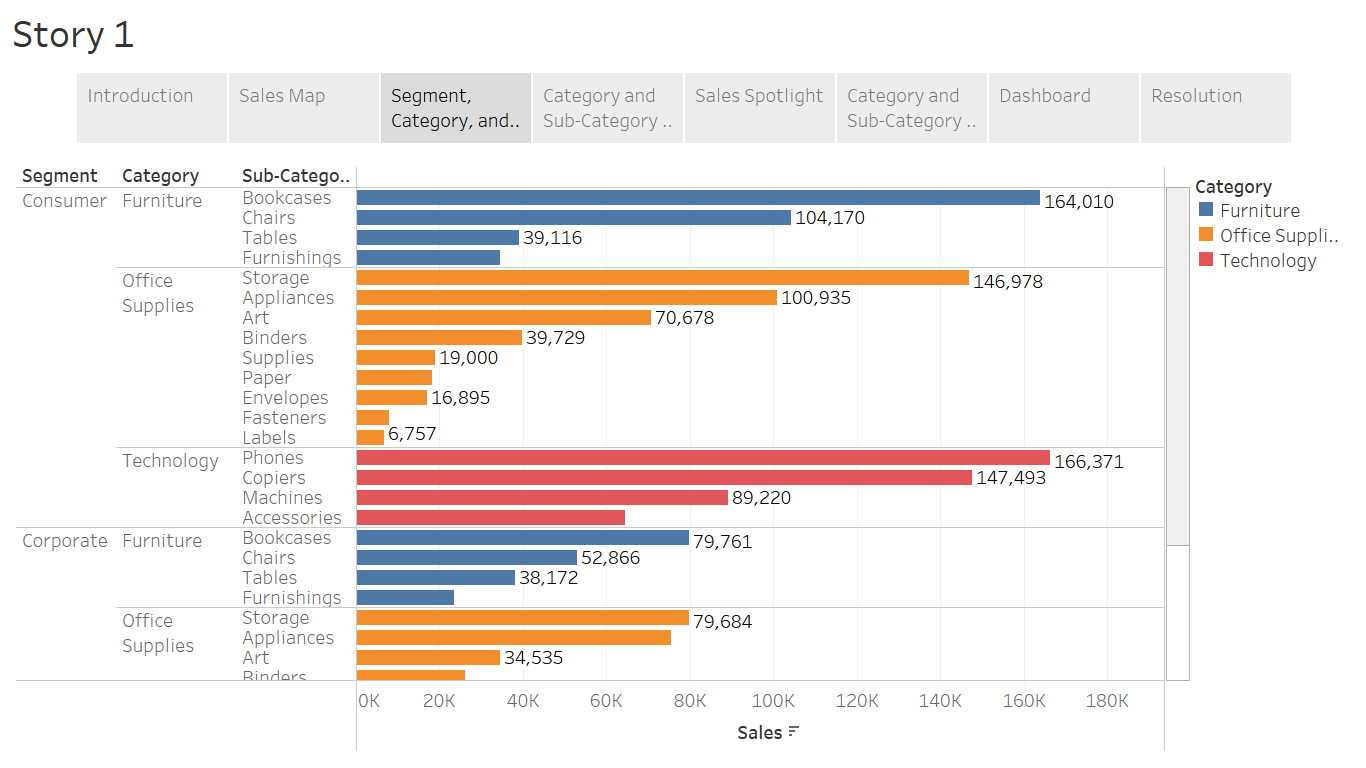 Story 1
Introduction
Sales Map
Segment,
Category, and..
Category and
Sub-Category ..
Sales Spotlight
Category and
Sub-Category ..
Dashboard
Resolution
Segment Category Sub-Catego..
Consumer Furniture Bookcases 164,010
Chairs 104,170
Tables 39,116
Furnishings
Office
Supplies
Storage 146,978
Appliances 100,935
Art 70,678
Binders 39,729
Supplies 19,000
Paper
Envelopes 16,895
Fasteners
Labels 6,757
Technology Phones 166,371
Copiers 147,493
Machines 89,220
Accessories
Corporate Furniture Bookcases 79,761
Chairs 52,866
Tables 38,172
Furnishings
Office
Supplies
Storage 79,684
Appliances
Art 34,535
Binders
0K 20K 40K 60K 80K 100K 120K 140K 160K 180K
Sales
Category
Furniture
Office Suppli..
Technology